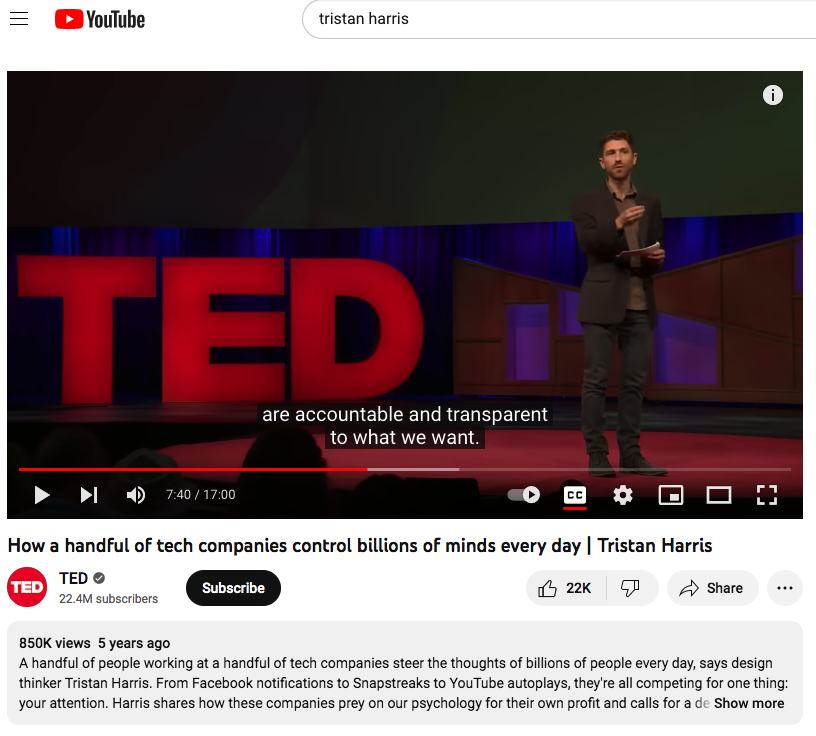 YouTube
tristan harris
TED
are accountable and transparent
to what we want.
7:40 / 17:00
CC
How a handful of tech companies control billions of minds every day | Tristan Harris
TED
TED
22.4M subscribers
Subscribe
22K
Share
850K views 5 years ago
A handful of people working at a handful of tech companies steer the thoughts of billions of people every day, says design
thinker Tristan Harris. From Facebook notifications to Snapstreaks to YouTube autoplays, they're all competing for one thing:
your attention. Harris shares how these companies prey on our psychology for their own profit and calls for a de Show more